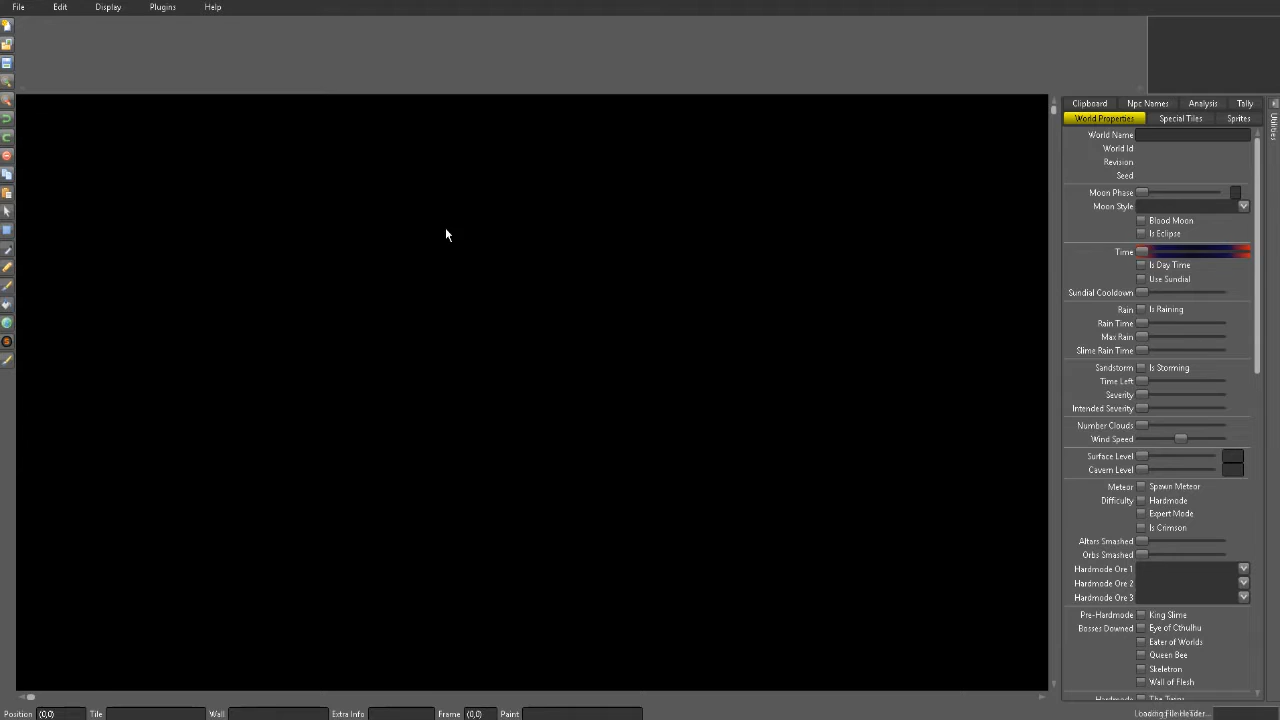 File Edit Display Plugins Help
Clipboard Npc Names Analysis Tally
World Properties Special Tiles Sprites
Utilities
World Name
World Id
Revision
Seed
Moon Phase
Moon Style
Blood Moon
Is Eclipse
Time
Is Day Time
Use Sundial
Sundial Cooldown
Rain Is Raining
Rain Time
Max Rain
Slime Rain Time
Sandstorm Is Storming
Time Left
Severity
Intended Severity
Number Clouds
Wind Speed
Surface Level
Cavern Level
Meteor Spawn Meteor
Difficulty Hardmode
Expert Mode
Is Crimson
Altars Smashed
Orbs Smashed
Hardmode Ore 1
Hardmode Ore 2
Hardmode Ore 3
Pre-Hardmode King Slime
Bosses Downed Eye of Cthulhu
Eater of Worlds
Queen Bee
Skeletron
Wall of Flesh
Hardmode The Twins
Position (0,0) Tile Wall Extra Info Frame (0,0) Paint Loading File Header...